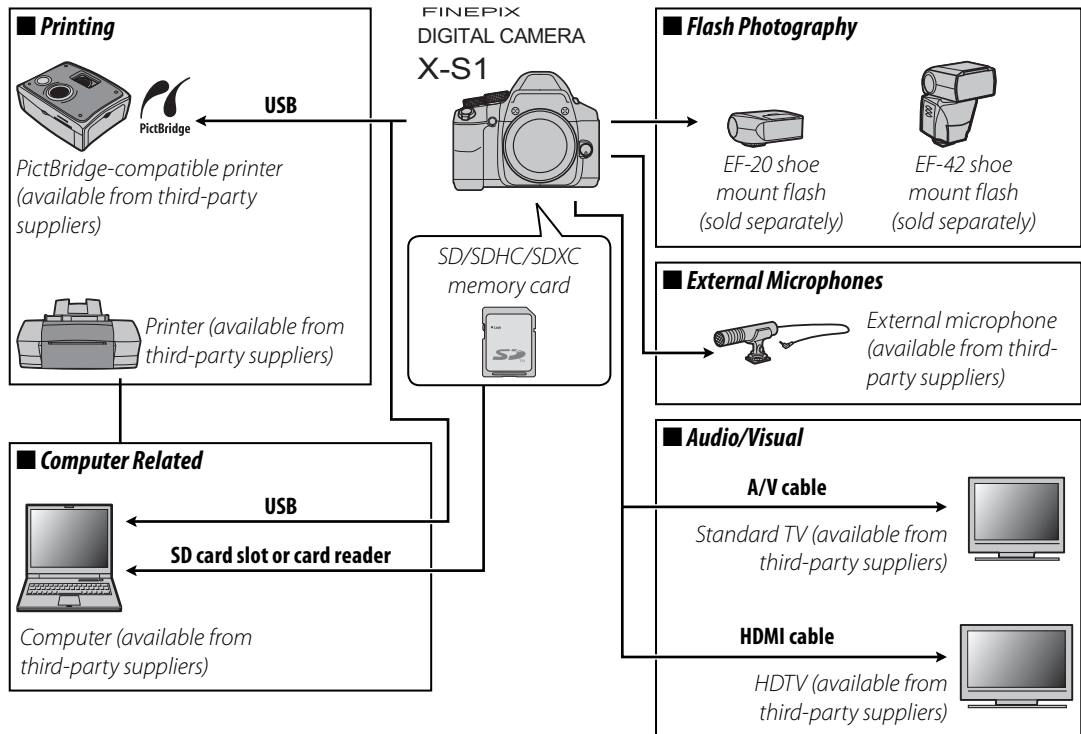 ■ Printing
PictBridge
USB
PictBridge-compatible printer
(available from third-party
suppliers)
Printer (available from
third-party suppliers)
FINEPIX
DIGITAL CAMERA
X-S1
SD/SDHC/SDXC
memory card
Lock
SD
■ Computer Related
USB
SD card slot or card reader
Computer (available from
third-party suppliers)
■ Flash Photography
EF-20 shoe
mount flash
(sold separately)
EF-42 shoe
mount flash
(sold separately)
■ External Microphones
External microphone
(available from third-
party suppliers)
■ Audio/Visual
A/V cable
Standard TV (available from
third-party suppliers)
HDMI cable
HDTV (available from
third-party suppliers)